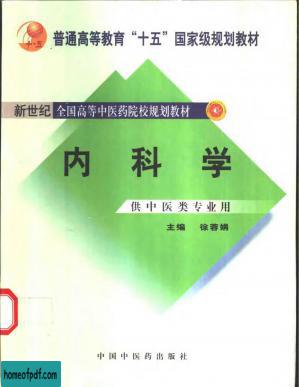 十·五
普通高等教育“十五”国家级规划教材
新世纪 全国高等中医药院校规划教材
内科学
供中医类专业用
主编 徐蓉娟
中国中医药出版社
homeofpdf.com